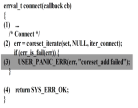 errval_t connect(callback cb)
{
(1) ...
/* Connect */
(2) err = coreset_iterate(set, NULL, iter_connect);
if (err_is_fail(err)) {
(3) USER_PANIC_ERR(err, "coreset_add failed");
}
(4) return SYS_ERR_OK;
}